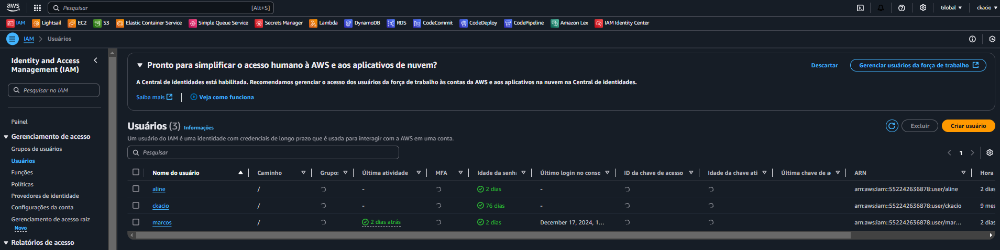 aws
Pesquisar [Alt+S] Global ckacio
IAM Lightsail EC2 S3 Elastic Container Service Simple Queue Service Secrets Manager Lambda DynamoDB RDS CodeCommit CodeDeploy CodePipeline Amazon Lex IAM Identity Center
IAM Usuários
Identity and Access
Management (IAM)
Pesquisar no IAM
Painel
Gerenciamento de acesso
Grupos de usuários
Usuários
Funções
Políticas
Provedores de identidade
Configurações da conta
Gerenciamento de acesso raiz
Novo
Relatórios de acesso
Pronto para simplificar o acesso humano à AWS e aos aplicativos de nuvem?
Descartar Gerenciar usuários da força de trabalho
A Central de identidades está habilitada. Recomendamos gerenciar o acesso dos usuários da força de trabalho às contas da AWS e aos aplicativos na nuvem na Central de identidades.
Saiba mais Veja como funciona
Usuários (3) Informações
Excluir Criar usuário
Um usuário do IAM é uma identidade com credenciais de longo prazo que é usada para interagir com a AWS em uma conta.
Pesquisar 1
Nome do usuário Caminho Grupos Última atividade MFA Idade da senha Último login no conso ID da chave de acesso Idade da chave ati Última chave de a ARN Hora
aline / - 2 dias - arn:aws:iam::552242636878:user/aline 2 dias
ckacio / - 76 dias - arn:aws:iam::552242636878:user/ckacio 9 mes
marcos / 2 dias atrás 2 dias December 17, 2024, 1... arn:aws:iam::552242636878:user/mar... 2 dias